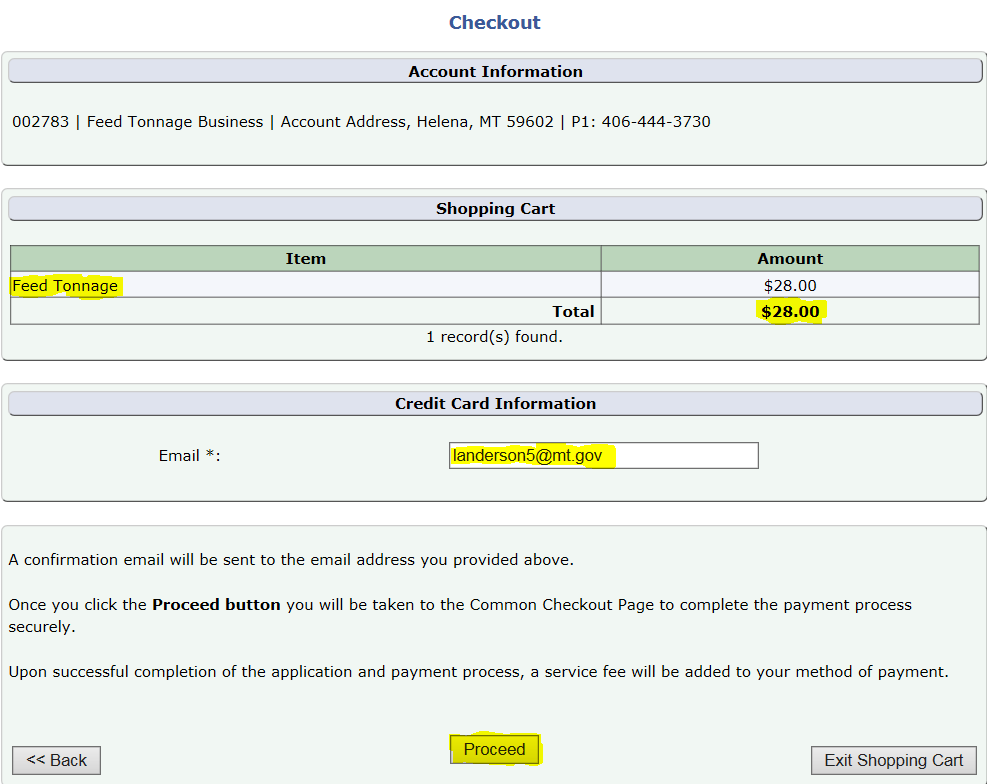 Checkout
Account Information
002783 | Feed Tonnage Business | Account Address, Helena, MT 59602 | P1: 406-444-3730
Shopping Cart
Item Amount
Feed Tonnage $28.00
Total $28.00
1 record(s) found.
Credit Card Information
Email *: landerson5@mt.gov
A confirmation email will be sent to the email address you provided above.
Once you click the Proceed button you will be taken to the Common Checkout Page to complete the payment process
securely.
Upon successful completion of the application and payment process, a service fee will be added to your method of payment.
<< Back Proceed Exit Shopping Cart